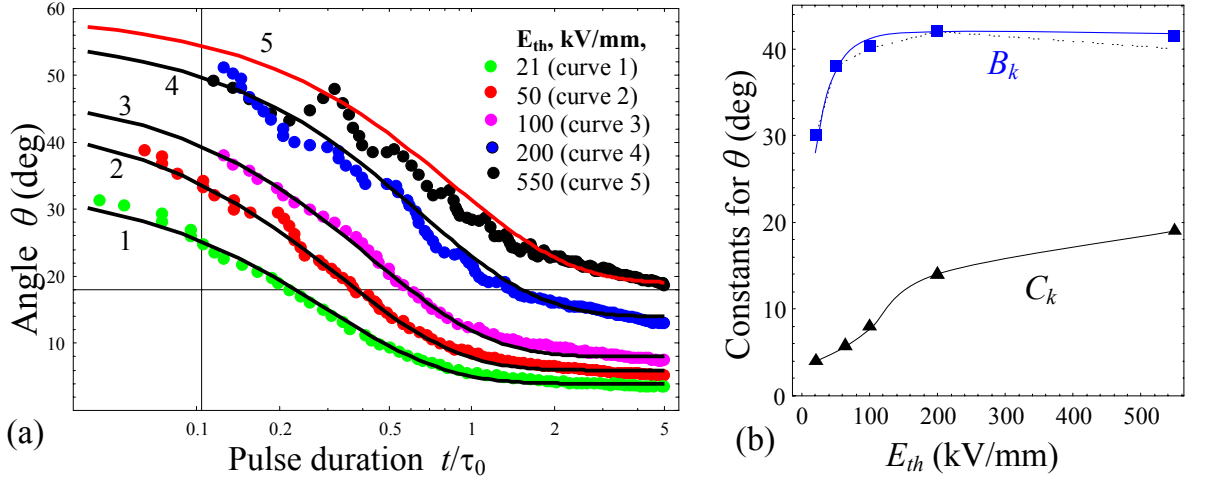 60
50
40
30
20
10
Angle θ (deg)
0.1 0.2 0.5 1 2 5
Pulse duration t/τ0
(a)
1
2
3
4
5
Eth, kV/mm,
21 (curve 1)
50 (curve 2)
100 (curve 3)
200 (curve 4)
550 (curve 5)
40
30
20
10
0
Constants for θ (deg)
0 100 200 300 400 500
Eth (kV/mm)
(b)
Bk
Ck